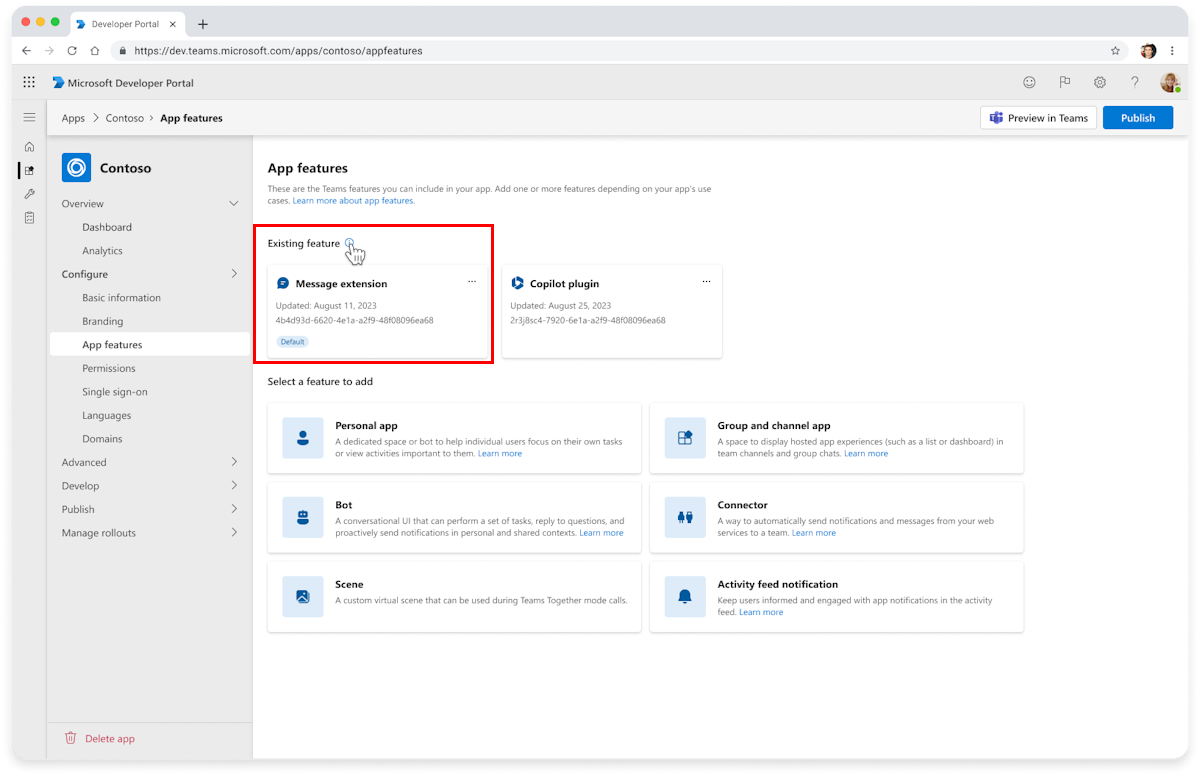 Developer Portal
https://dev.teams.microsoft.com/apps/contoso/appfeatures
Microsoft Developer Portal
Apps > Contoso > App features
Preview in Teams
Publish
Contoso
Overview
Dashboard
Analytics
Configure
Basic information
Branding
App features
Permissions
Single sign-on
Languages
Domains
Advanced
Develop
Publish
Manage rollouts
Delete app
App features
These are the Teams features you can include in your app. Add one or more features depending on your app's use
cases. Learn more about app features.
Existing feature
Message extension
Updated: August 11, 2023
4b4d93d-6620-4e1a-a2f9-48f08096ea68
Default
Copilot plugin
Updated: August 25, 2023
2r3j8sc4-7920-6e1a-a2f9-48f08096ea68
Select a feature to add
Personal app
A dedicated space or bot to help individual users focus on their own tasks
or view activities important to them. Learn more
Group and channel app
A space to display hosted app experiences (such as a list or dashboard) in
team channels and group chats. Learn more
Bot
A conversational UI that can perform a set of tasks, reply to questions, and
proactively send notifications in personal and shared contexts. Learn more
Connector
A way to automatically send notifications and messages from your web
services to a team. Learn more
Scene
A custom virtual scene that can be used during Teams Together mode calls.
Activity feed notification
Keep users informed and engaged with app notifications in the activity
feed. Learn more